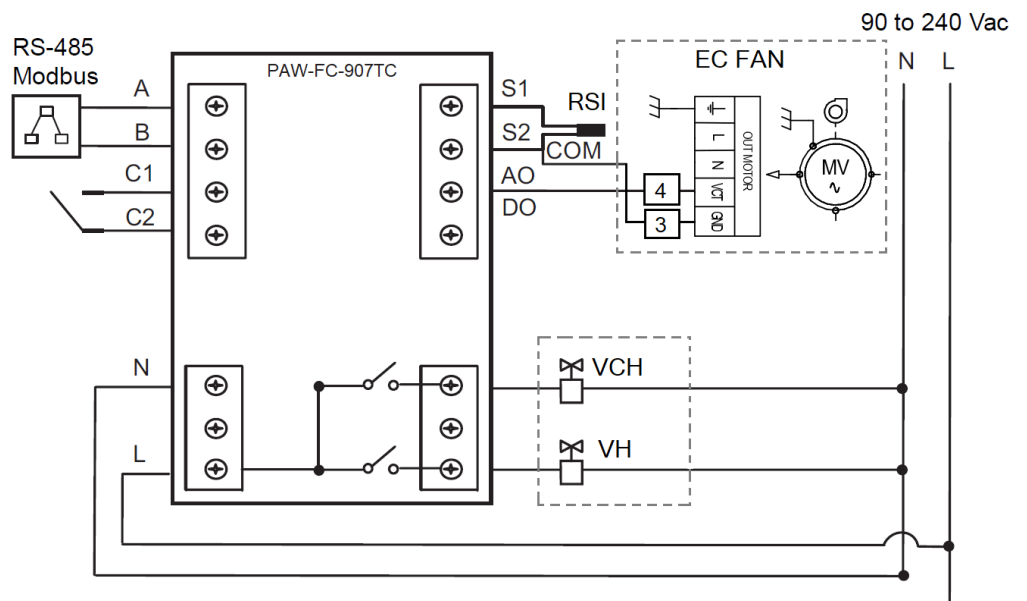 90 to 240 Vac
N L
RS-485
Modbus
PAW-FC-907TC
EC FAN
A
B
C1
C2
S1
S2
RSI
COM
AO
DO
4
3
L
N
VCT
GND
OUT MOTOR
MV
N
L
VCH
VH